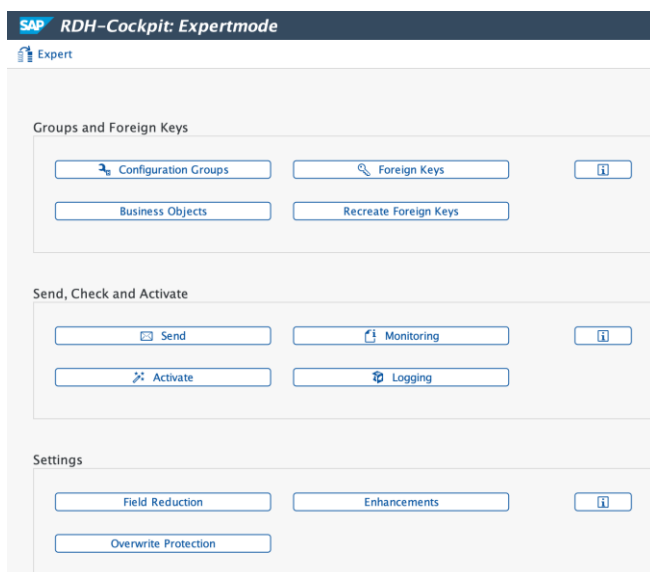 SAP RDH-Cockpit: Expertmode
Expert
Groups and Foreign Keys
Configuration Groups Foreign Keys
Business Objects Recreate Foreign Keys
Send, Check and Activate
Send Monitoring
Activate Logging
Settings
Field Reduction Enhancements
Overwrite Protection